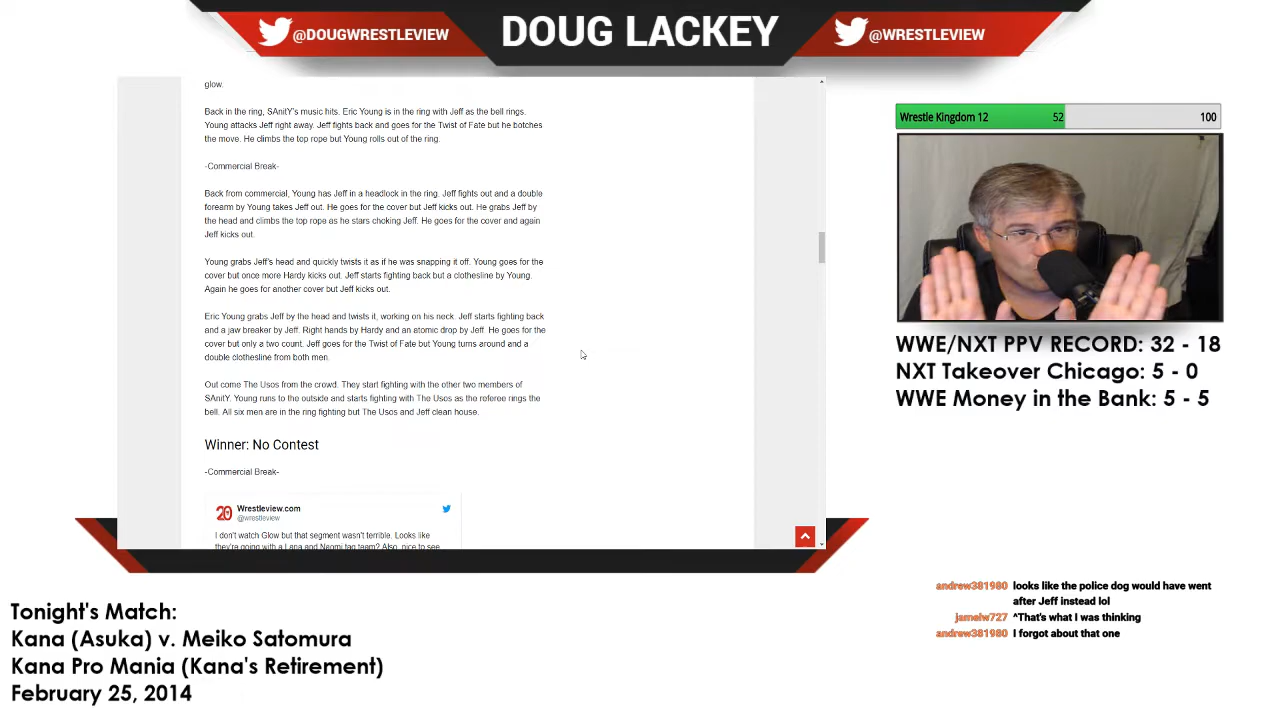 @DOUGWRESTLEVIEW
DOUG LACKEY
@WRESTLEVIEW
glow.
Back in the ring, SAnitY's music hits. Eric Young is in the ring with Jeff as the bell rings.
Young attacks Jeff right away. Jeff fights back and goes for the Twist of Fate but he botches
the move. He climbs the top rope but Young rolls out of the ring.
-Commercial Break-
Back from commercial, Young has Jeff in a headlock in the ring. Jeff fights out and a double
forearm by Young takes Jeff out. He goes for the cover but Jeff kicks out. He grabs Jeff by
the head and climbs the top rope as he stars choking Jeff. He goes for the cover and again
Jeff kicks out.
Young grabs Jeff's head and quickly twists it as if he was snapping it off. Young goes for the
cover but once more Hardy kicks out. Jeff starts fighting back but a clothesline by Young.
Again he goes for another cover but Jeff kicks out.
Eric Young grabs Jeff by the head and twists it, working on his neck. Jeff starts fighting back
and a jaw breaker by Jeff. Right hands by Hardy and an atomic drop by Jeff. He goes for the
cover but only a two count. Jeff goes for the Twist of Fate but Young turns around and a
double clothesline from both men.
Out come The Usos from the crowd. They start fighting with the other two members of
SAnitY. Young runs to the outside and starts fighting with The Usos as the referee rings the
bell. All six men are in the ring fighting but The Usos and Jeff clean house.
Winner: No Contest
-Commercial Break-
20
Wrestleview.com
@wrestleview
I don't watch Glow but that segment wasn't terrible. Looks like
they're going with a Lana and Naomi tag team? Also, nice to see
Wrestle Kingdom 12 52 100
WWE/NXT PPV RECORD: 32 - 18
NXT Takeover Chicago: 5 - 0
WWE Money in the Bank: 5 - 5
andrew381980 looks like the police dog would have went
after Jeff instead lol
jamelw727 ^That's what I was thinking
andrew381980 I forgot about that one
Tonight's Match:
Kana (Asuka) v. Meiko Satomura
Kana Pro Mania (Kana's Retirement)
February 25, 2014